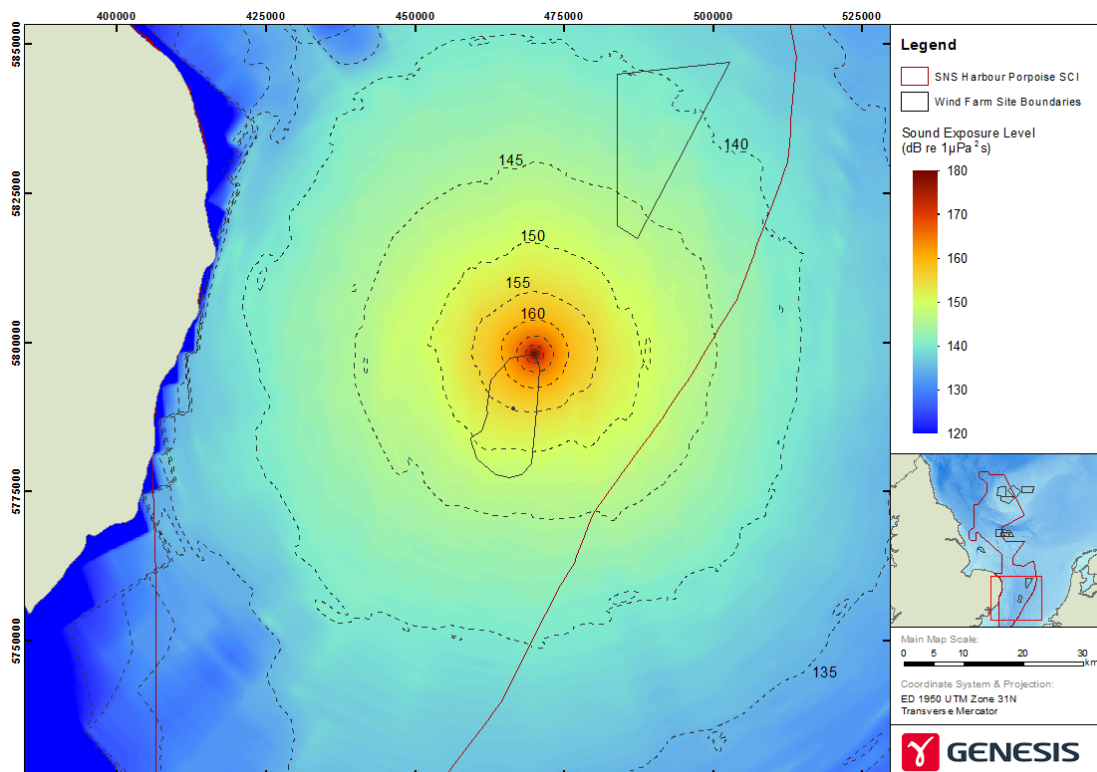 400000 425000 450000 475000 500000 525000
5850000
5825000
5800000
5775000
5750000
140
145
150
155
160
135
Legend
SNS Harbour Porpoise SCI
Wind Farm Site Boundaries
Sound Exposure Level
(dB re 1µPa²s)
180
170
160
150
140
130
120
Main Map Scale:
0 5 10 20 30
km
Coordinate System & Projection:
ED 1950 UTM Zone 31N
Transverse Mercator
GENESIS